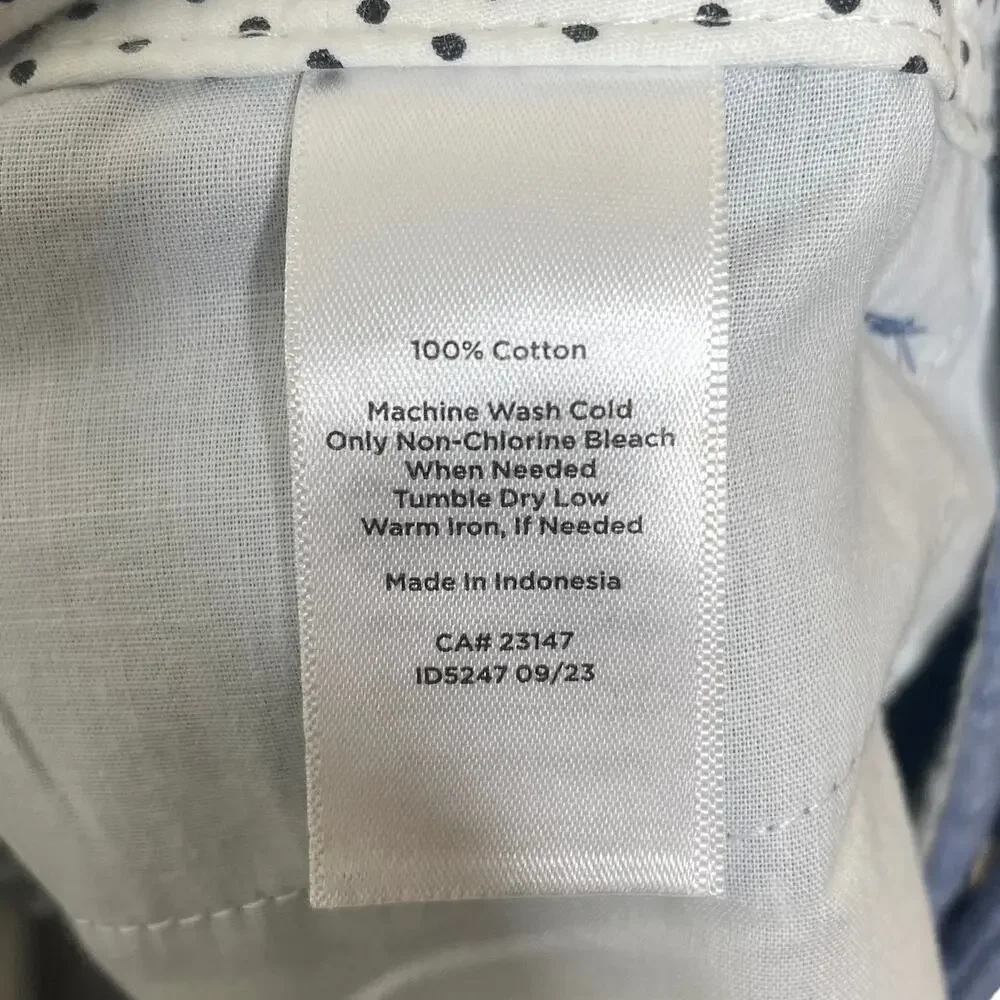 100% Cotton
Machine Wash Cold
Only Non-Chlorine Bleach
When Needed
Tumble Dry Low
Warm Iron, If Needed
Made In Indonesia
CA# 23147
ID5247 09/23